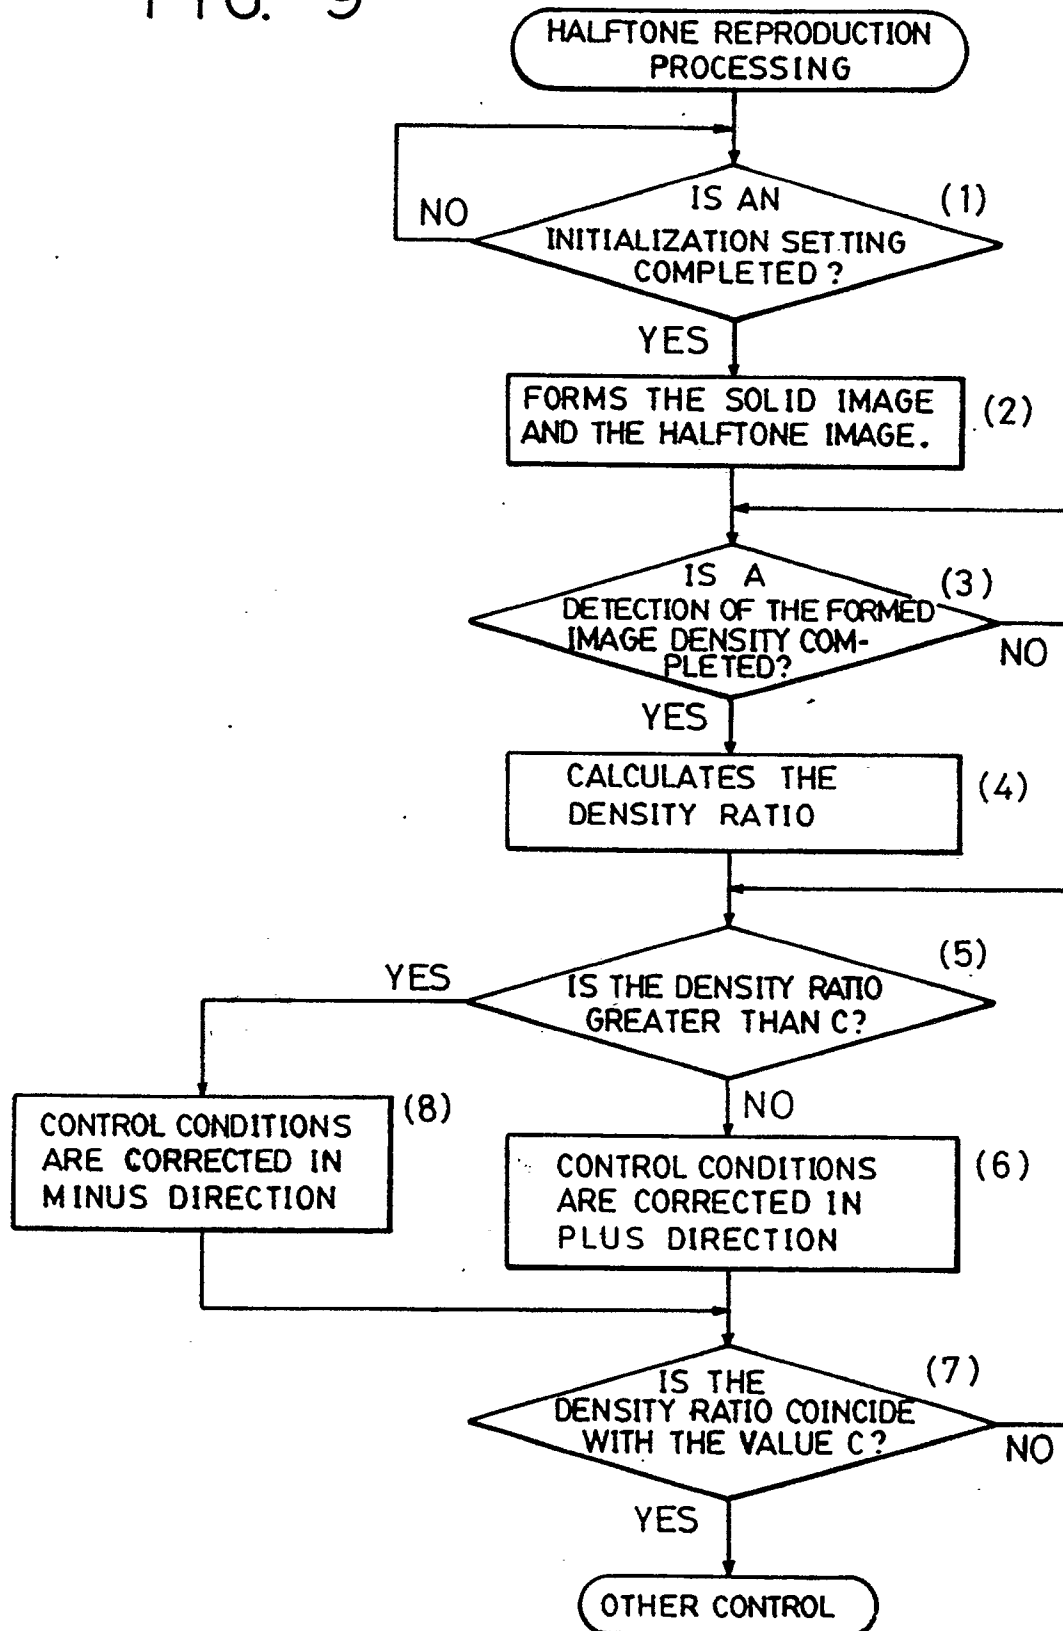 FIG. 9
HALFTONE REPRODUCTION
PROCESSING
NO
IS AN
INITIALIZATION SETTING
COMPLETED ?
(1)
YES
FORMS THE SOLID IMAGE
AND THE HALFTONE IMAGE.
(2)
IS A
DETECTION OF THE FORMED
IMAGE DENSITY COM-
PLETED?
(3)
NO
YES
CALCULATES THE
DENSITY RATIO
(4)
YES
IS THE DENSITY RATIO
GREATER THAN C?
(5)
NO
CONTROL CONDITIONS
ARE CORRECTED IN
MINUS DIRECTION
(8)
CONTROL CONDITIONS
ARE CORRECTED IN
PLUS DIRECTION
(6)
IS THE
DENSITY RATIO COINCIDE
WITH THE VALUE C?
(7)
NO
YES
OTHER CONTROL